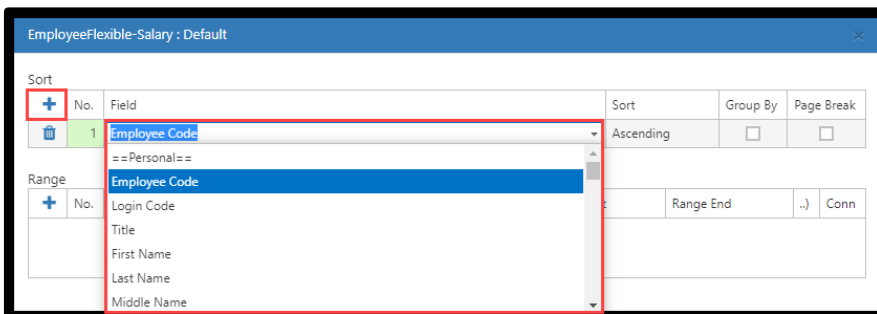 EmployeeFlexible-Salary : Default
Sort
No. Field Sort Group By Page Break
1 Employee Code Ascending
==Personal==
Range
Employee Code
No. Range End ..) Conn
Login Code
Title
First Name
Last Name
Middle Name